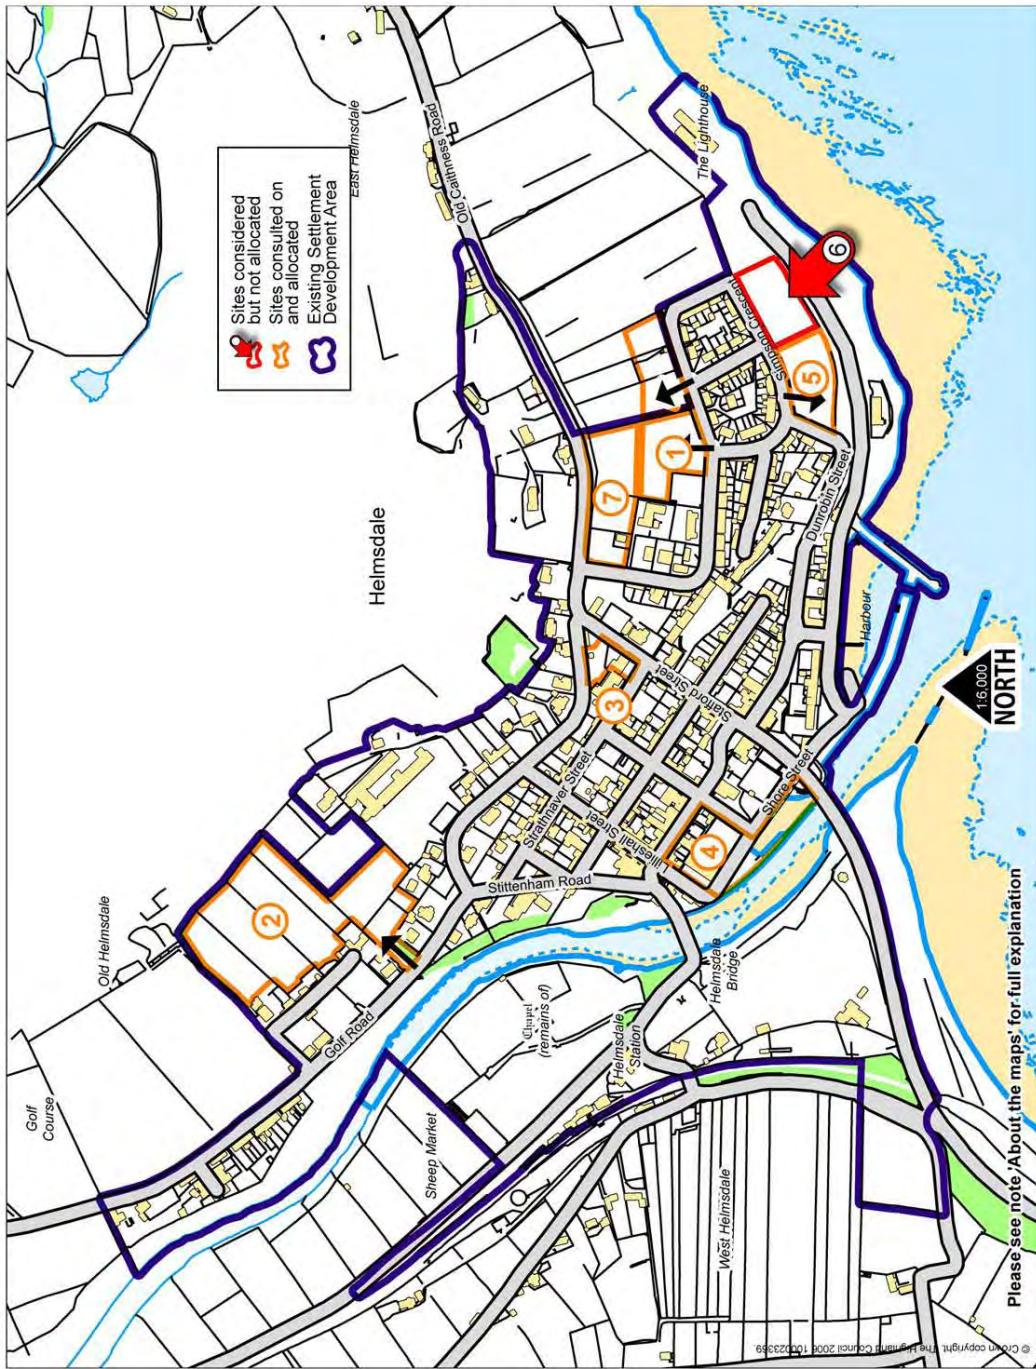 Sites considered
but not allocated
Sites consulted on
and allocated
Existing Settlement
Development Area
6
East Helmsdale
Old Caithness Road
The Lighthouse
Helmsdale
Simpson Crescent
6
5
1
7
Dunrobin Street
Harbour
3
Stafford Street
Strathnaver Street
Lilleshall Street
Shore Street
4
Stittenham Road
2
Old Helmsdale
Golf Road
Golf
Course
Chapel
(remains of)
Helmsdale
Bridge
Helmsdale
Station
Sheep Market
West Helmsdale
1:6,000
NORTH
Please see note 'About the maps' for full explanation
© Crown copyright. The Highland Council 2006 100023369.